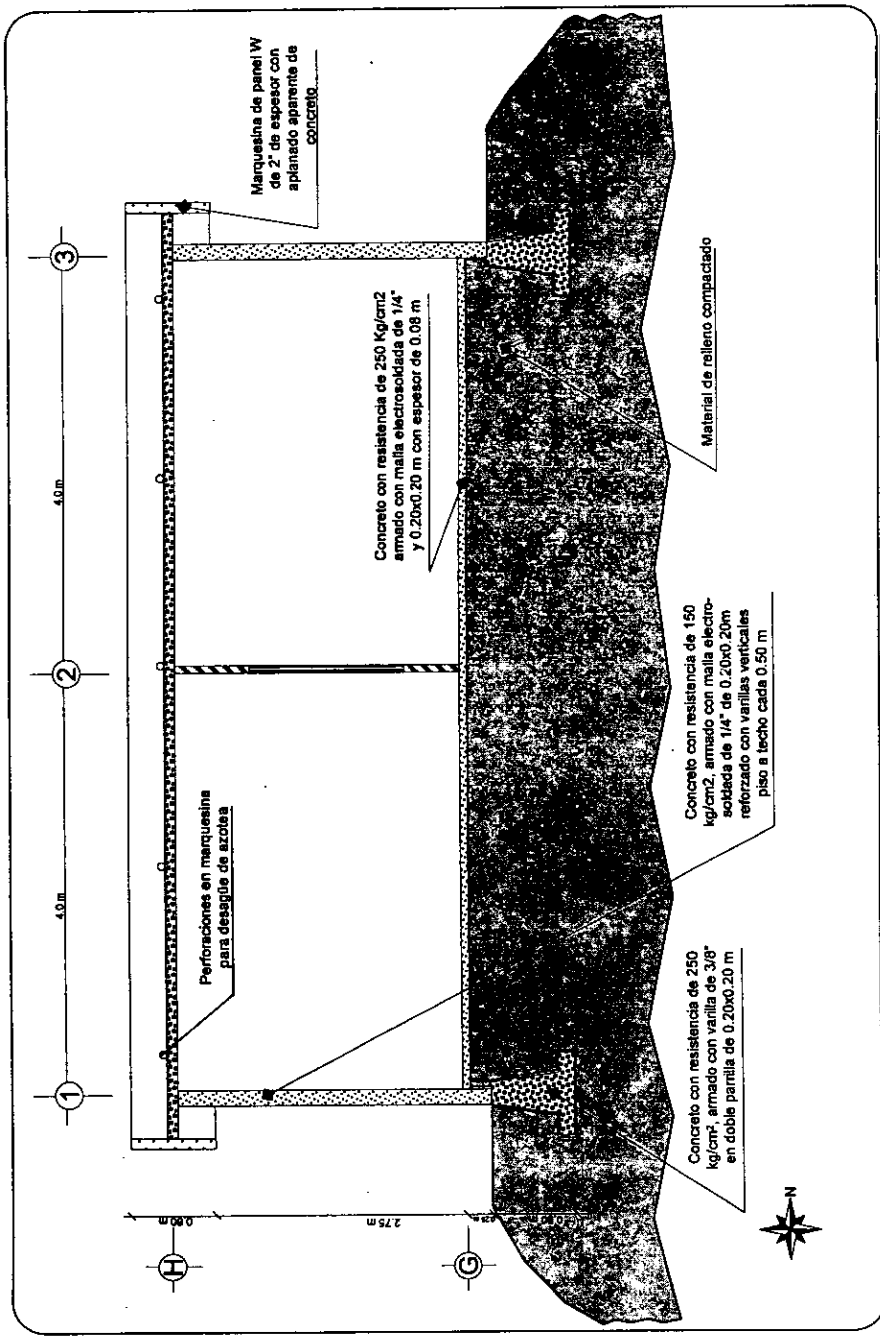 1
2
3
4.0 m
4.0 m
H
G
0.80 m
2.75 m
Marquesina de panel W
de 2" de espesor con
aplanado aparente de
concreto
Perforaciones en marquesina
para desagüe de azotea
Concreto con resistencia de 250 Kg/cm2
armado con malla electrosoldada de 1/4"
y 0.20x0.20 m con espesor de 0.08 m
Material de relleno compactado
Concreto con resistencia de 150
kg/cm2, armado con malla electro-
soldada de 1/4" de 0.20x0.20m
reforzado con varillas verticales
piso a techo cada 0.50 m
Concreto con resistencia de 250
kg/cm², armado con varilla de 3/8"
en doble parrilla de 0.20x0.20 m
N